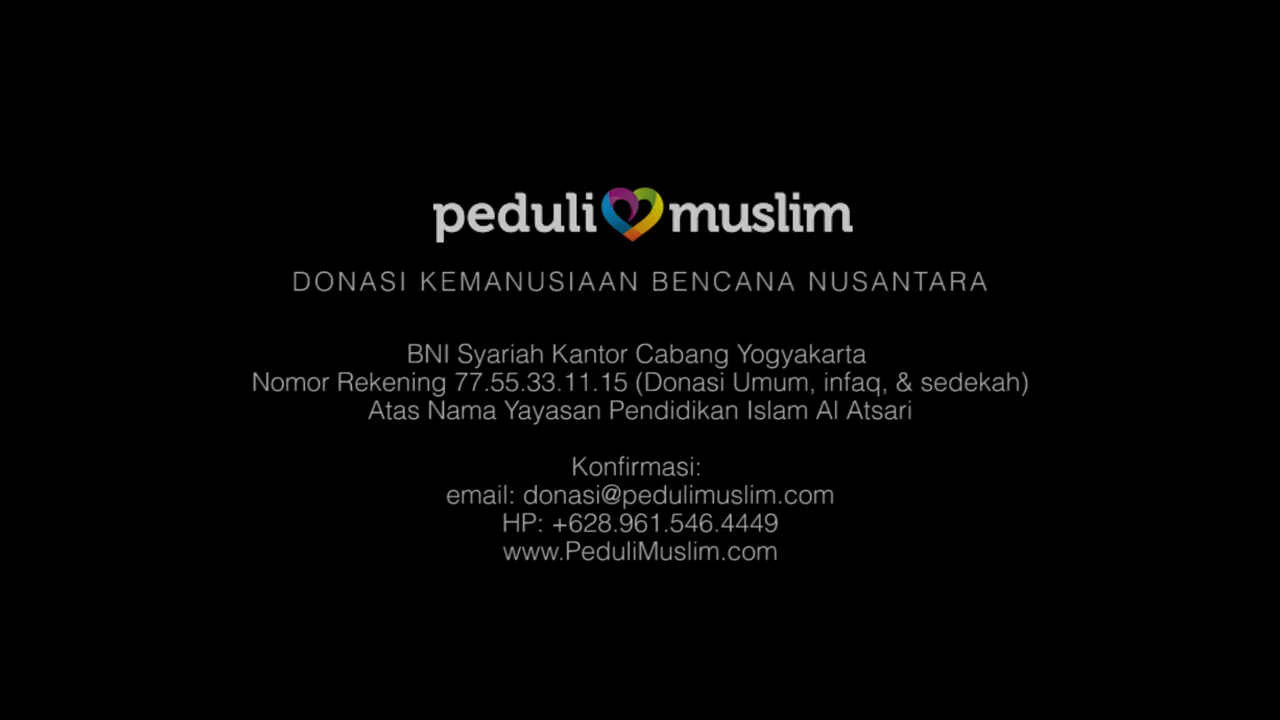 peduli muslim
DONASI KEMANUSIAAN BENCANA NUSANTARA
BNI Syariah Kantor Cabang Yogyakarta
Nomor Rekening 77.55.33.11.15 (Donasi Umum, infaq, & sedekah)
Atas Nama Yayasan Pendidikan Islam Al Atsari
Konfirmasi:
email: donasi@pedulimuslim.com
HP: +628.961.546.4449
www.PeduliMuslim.com